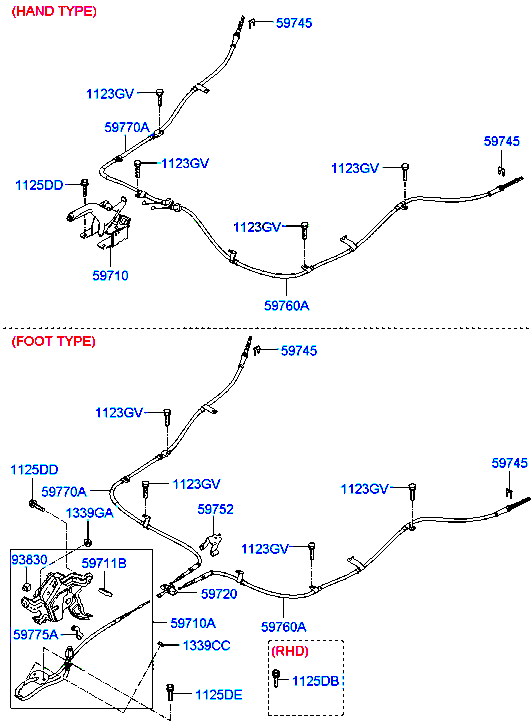 (HAND TYPE)
59745
1123GV
59770A
1123GV
59745
1123GV
1125DD
1123GV
59710
59760A
(FOOT TYPE)
59745
1123GV
59745
1125DD
59770A
1123GV
1123GV
1339GA
59752
93830
59711B
1123GV
59720
59775A
59710A
59760A
1339CC
(RHD)
1125DB
1125DE